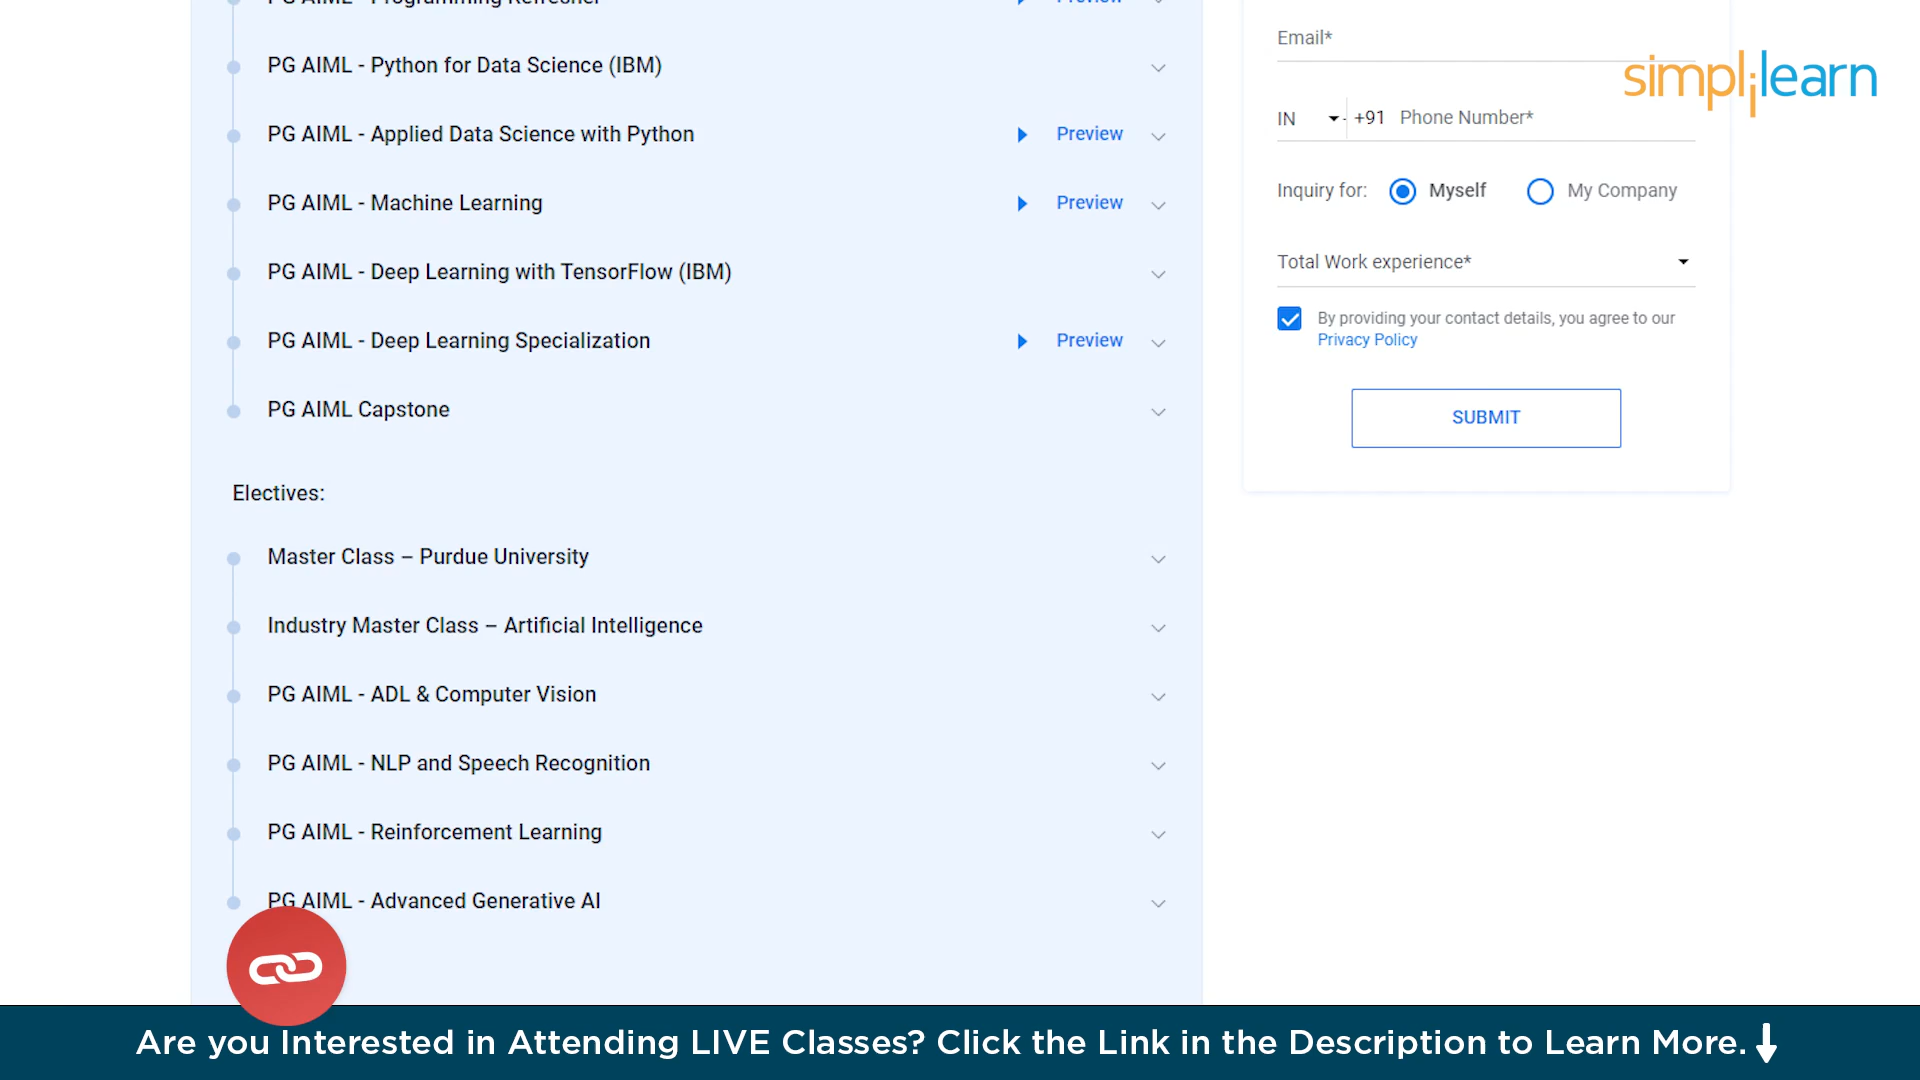 PG AIML - Programming Refresher
Preview
PG AIML - Python for Data Science (IBM)
PG AIML - Applied Data Science with Python
Preview
PG AIML - Machine Learning
Preview
PG AIML - Deep Learning with TensorFlow (IBM)
PG AIML - Deep Learning Specialization
Preview
PG AIML Capstone
Electives:
Master Class – Purdue University
Industry Master Class – Artificial Intelligence
PG AIML - ADL & Computer Vision
PG AIML - NLP and Speech Recognition
PG AIML - Reinforcement Learning
PG AIML - Advanced Generative AI
Email*
simplilearn
IN +91 Phone Number*
Inquiry for: Myself My Company
Total Work experience*
By providing your contact details, you agree to our
Privacy Policy
SUBMIT
Are you Interested in Attending LIVE Classes? Click the Link in the Description to Learn More.